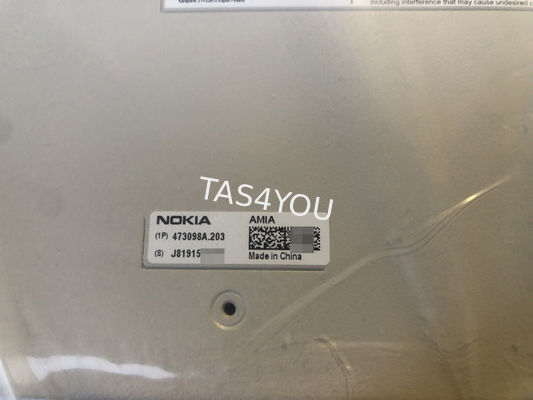 including interference that may cause undesired
TAS4YOU
NOKIA AMIA
(1P) 473098A.203
(S) J81915
Made in China